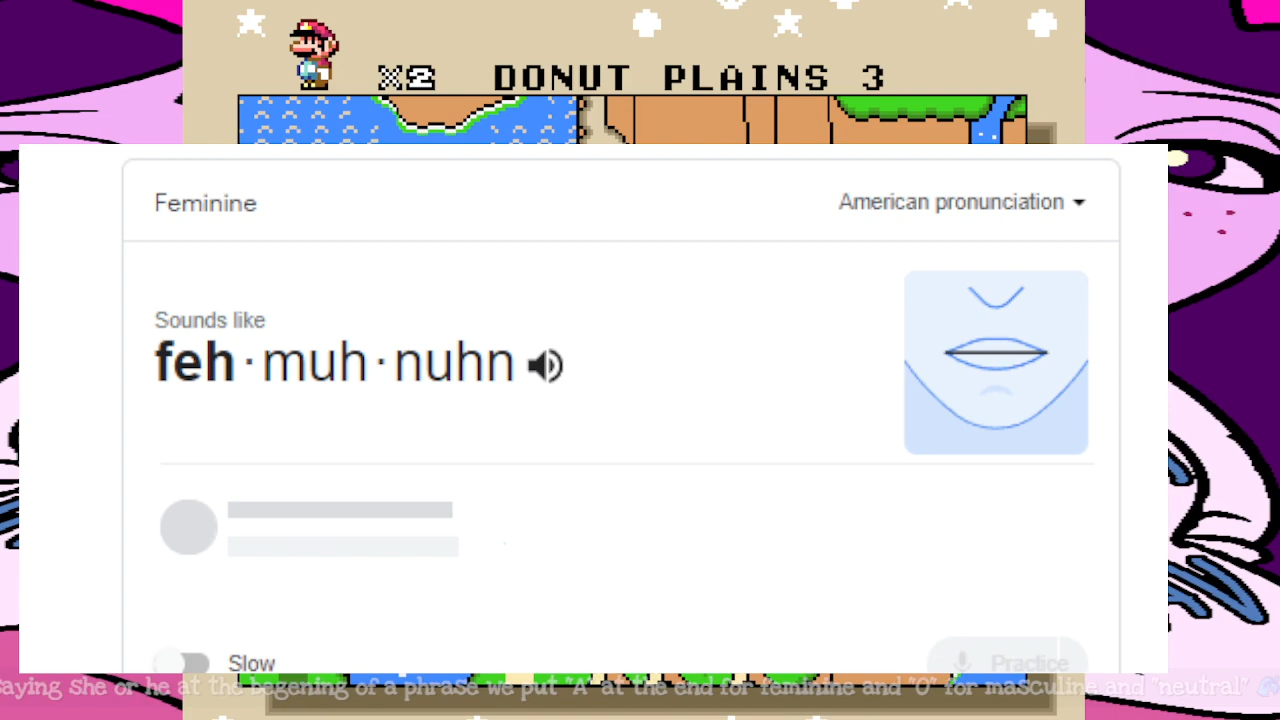 X2 DONUT PLAINS 3
Feminine
American pronunciation
Sounds like
feh·muh·nuhn
Slow
Practice
saying she or he at the begening of a phrase we put "A" at the end for feminine and "O" for masculine and "neutral"